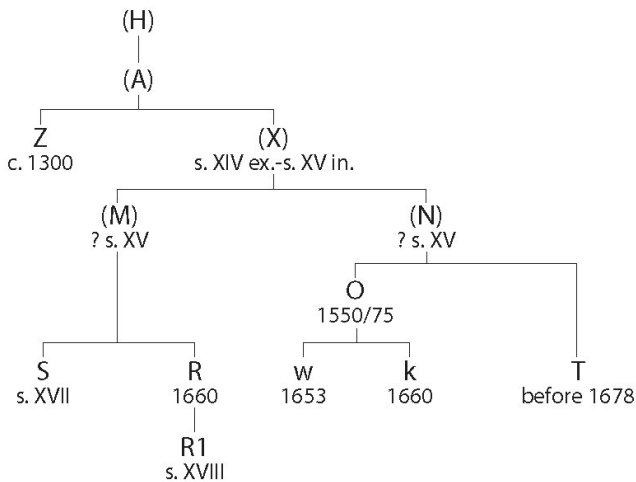 (H)
(A)
Z
c. 1300
(X)
s. XIV ex.-s. XV in.
(M)
? s. XV
(N)
? s. XV
O
1550/75
S
s. XVII
R
1660
w
1653
k
1660
T
before 1678
R1
s. XVIII